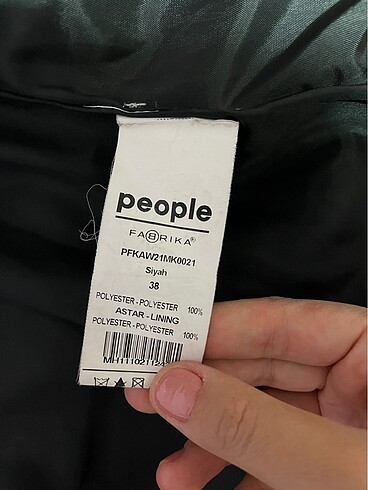 people
FABRIKA®
PFKAW21MK0021
Siyah
38
POLYESTER - POLYESTER 100%
ASTAR - LINING
POLYESTER - POLYESTER 100%